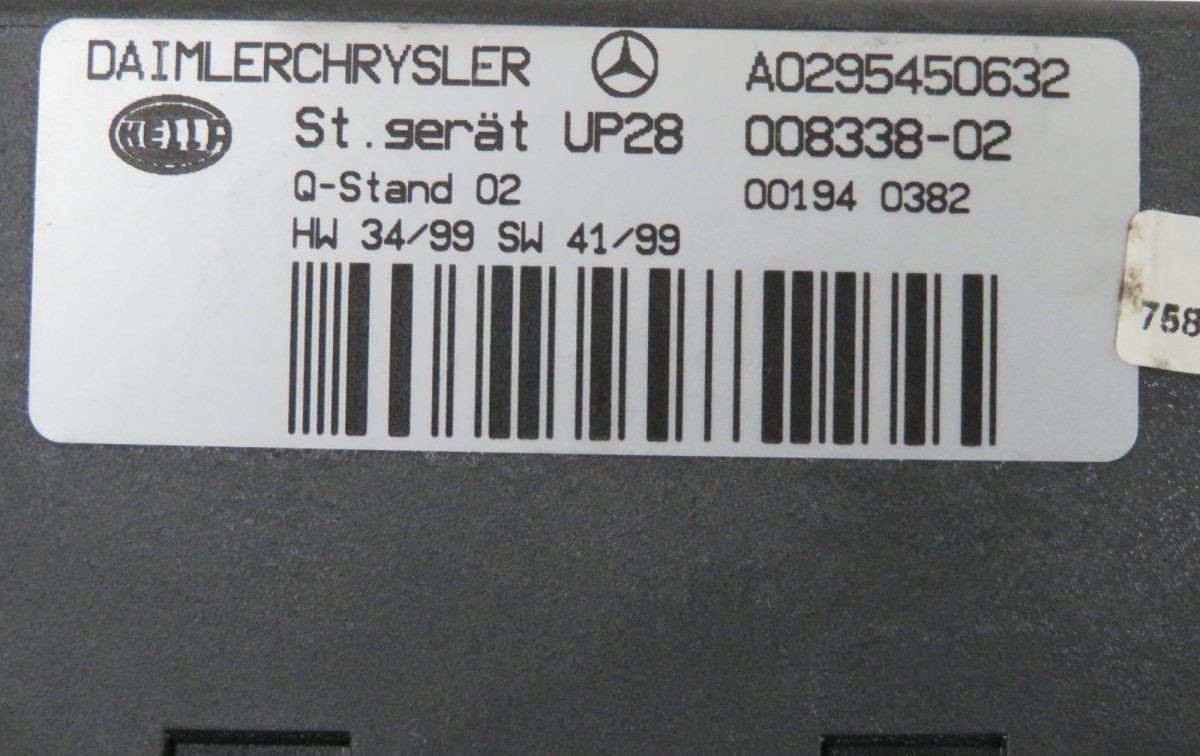 DAIMLERCHRYSLER A0295450632
HELLA St.gerät UP28 008338-02
Q-Stand 02 00194 0382
HW 34/99 SW 41/99
758